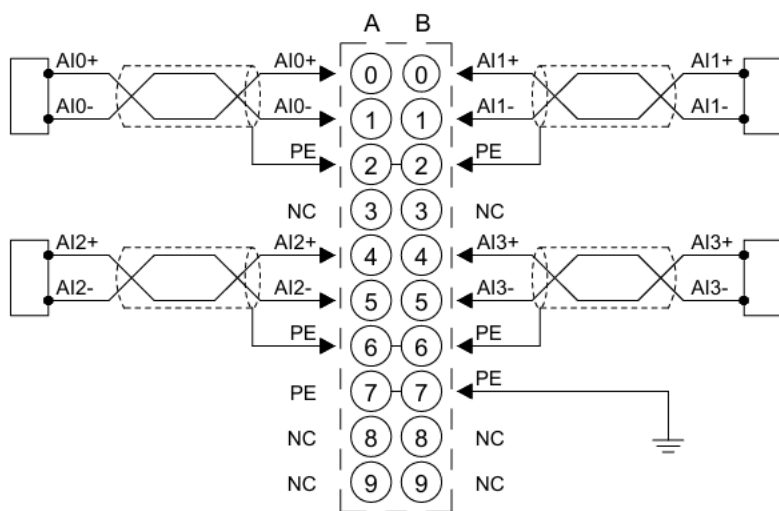 A B
AI0+ AI0+ 0 0 AI1+ AI1+
AI0- AI0- 1 1 AI1- AI1-
PE 2 2 PE
NC 3 3 NC
AI2+ AI2+ 4 4 AI3+ AI3+
AI2- AI2- 5 5 AI3- AI3-
PE 6 6 PE
PE 7 7 PE
NC 8 8 NC
NC 9 9 NC